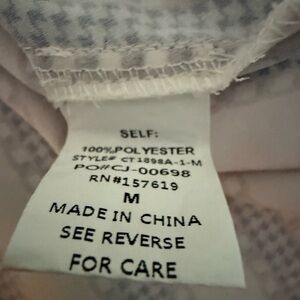 SELF:
100%POLYESTER
STYLE# CT1898A-1-M
PO#CJ-00698
RN#157619
M
MADE IN CHINA
SEE REVERSE
FOR CARE